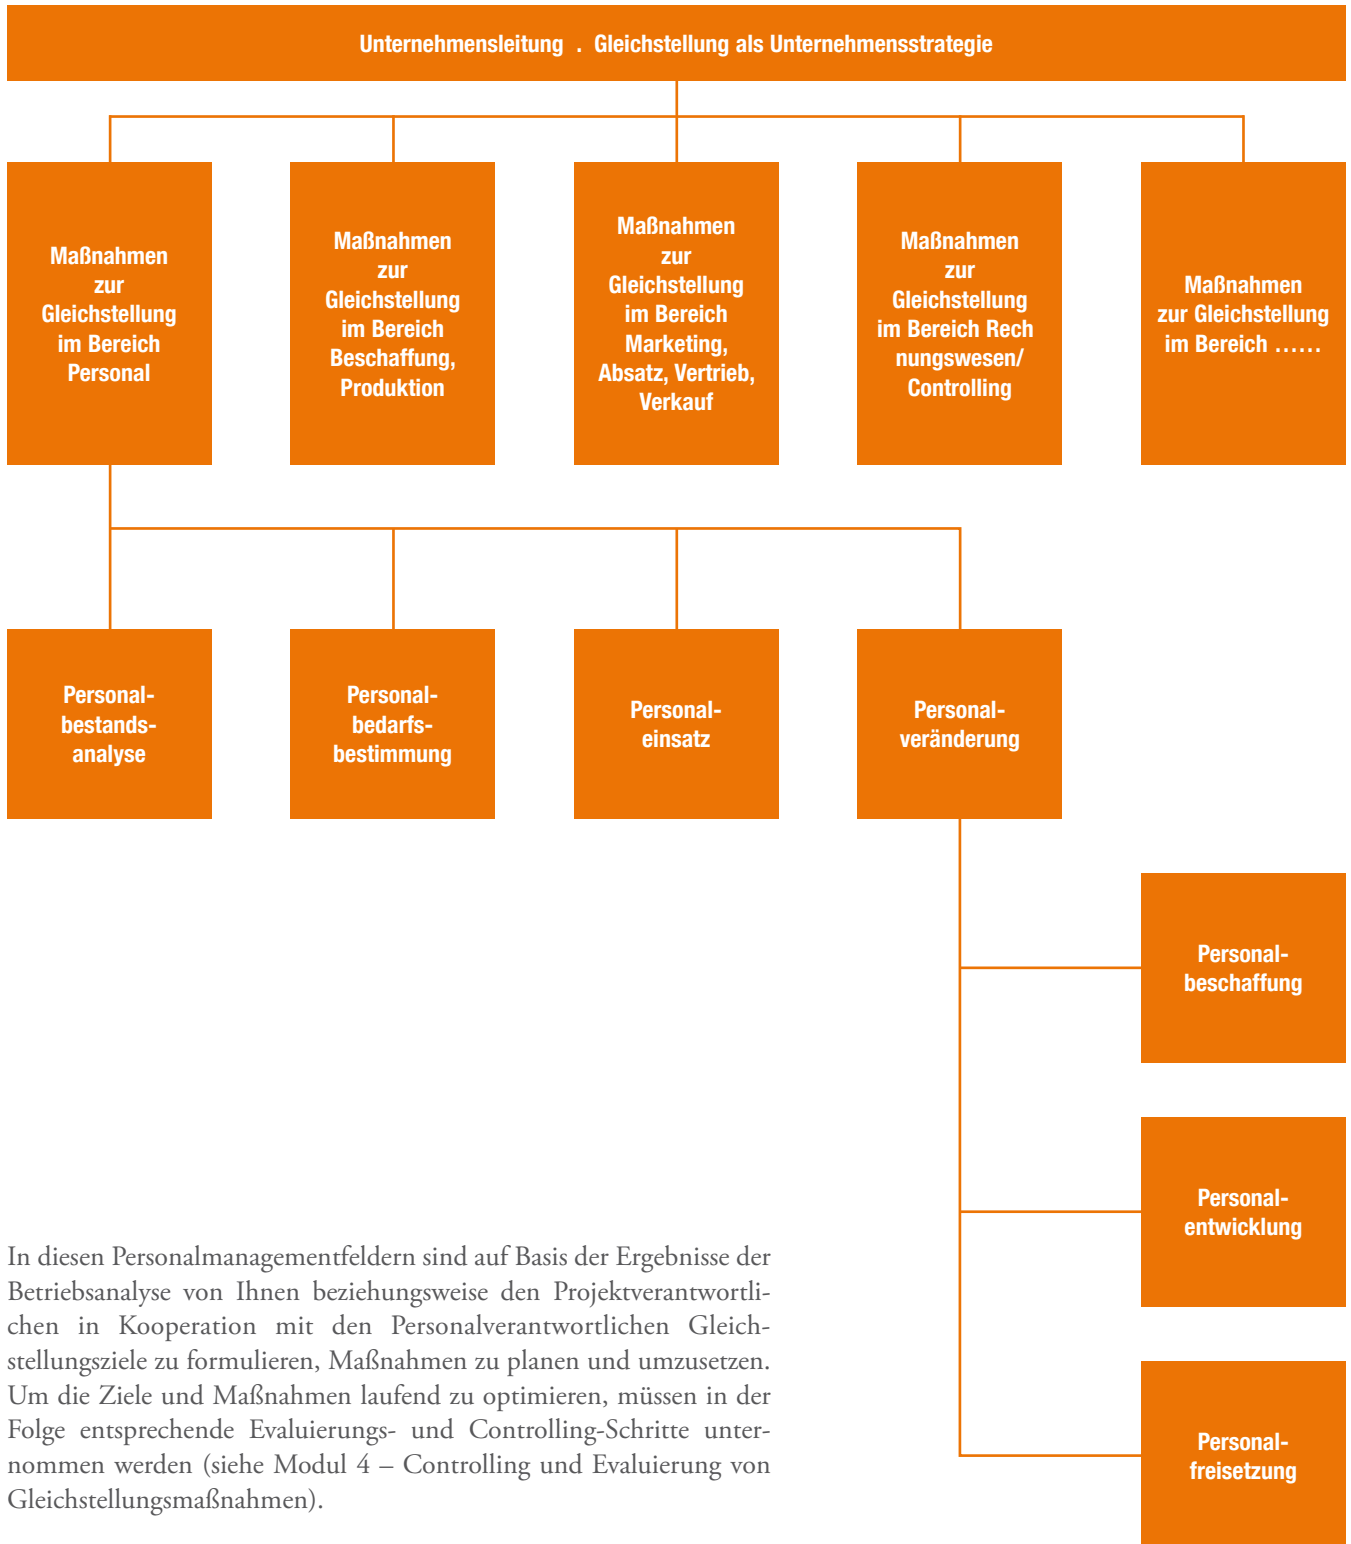 Unternehmensleitung . Gleichstellung als Unternehmensstrategie
Maßnahmen
zur
Gleichstellung
im Bereich
Personal
Maßnahmen
zur
Gleichstellung
im Bereich
Beschaffung,
Produktion
Maßnahmen
zur
Gleichstellung
im Bereich
Marketing,
Absatz, Vertrieb,
Verkauf
Maßnahmen
zur
Gleichstellung
im Bereich Rech
nungswesen/
Controlling
Maßnahmen
zur Gleichstellung
im Bereich ......
Personal-
bestands-
analyse
Personal-
bedarfs-
bestimmung
Personal-
einsatz
Personal-
veränderung
Personal-
beschaffung
Personal-
entwicklung
Personal-
freisetzung
In diesen Personalmanagementfeldern sind auf Basis der Ergebnisse der
Betriebsanalyse von Ihnen beziehungsweise den Projektverantwortli-
chen in Kooperation mit den Personalverantwortlichen Gleich-
stellungsziele zu formulieren, Maßnahmen zu planen und umzusetzen.
Um die Ziele und Maßnahmen laufend zu optimieren, müssen in der
Folge entsprechende Evaluierungs- und Controlling-Schritte unter-
nommen werden (siehe Modul 4 – Controlling und Evaluierung von
Gleichstellungsmaßnahmen).